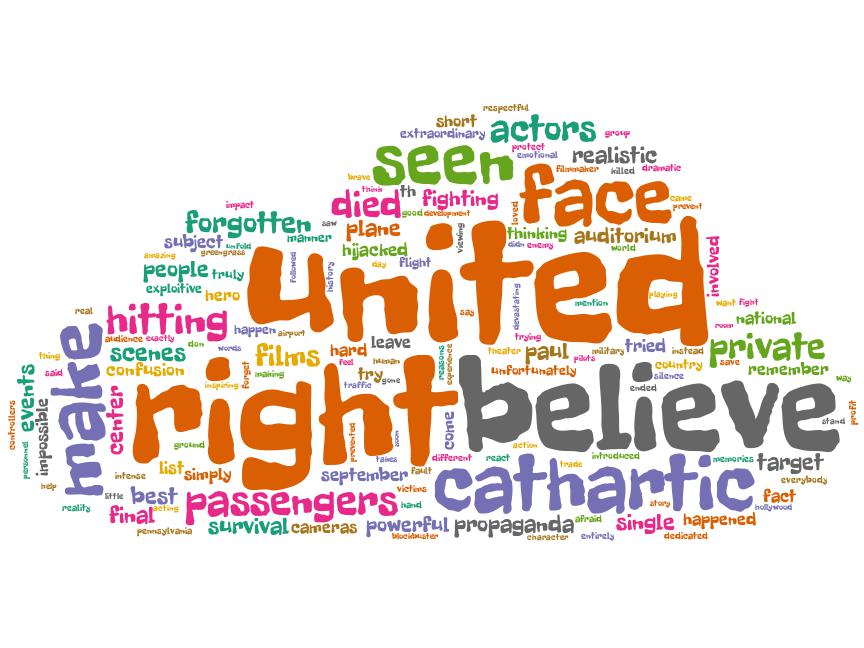 respectful
short
extraordinary
actors
group
protect
emotional
seen
realistic
filmmaker
killed
dramatic
brave
think
th
face
came
prevent
died
fighting
good
development
loved
impact
forgotten
saw
plane
viewing
thinking
auditorium
subject
unfold
manner
hijacked
didn
enemy
world
involved
amazing
greengrass
followed
history
day
flight
united
people
truly
exploitive
hero
devastating
mention
playing
want
fight
real
hitting
say
room
national
happen
airport
trying
audience
exactly
don
words
films
hard
leave
reasons
experience
theater
paul
military
tried
instead
private
make
thing
said
scenes
confusion
making
feel
human
unfortunately
pilots
country
save
remember
silence
events
inspiring
forget
try
gone
traffic
ended
way
controllers
personnel
impossible
center
right
believe
come
stand
profit
ground
prevented
takes
soon
action
different
react
introduced
memories
target
help
intense
list
simply
september
fault
cathartic
trade
everybody
reality
little
best
acting
passengers
victims
hand
story
fact
hollywood
final
pennsylvania
survival
cameras
powerful
blockbuster
propaganda
afraid
character
entirely
single
happened
dedicated